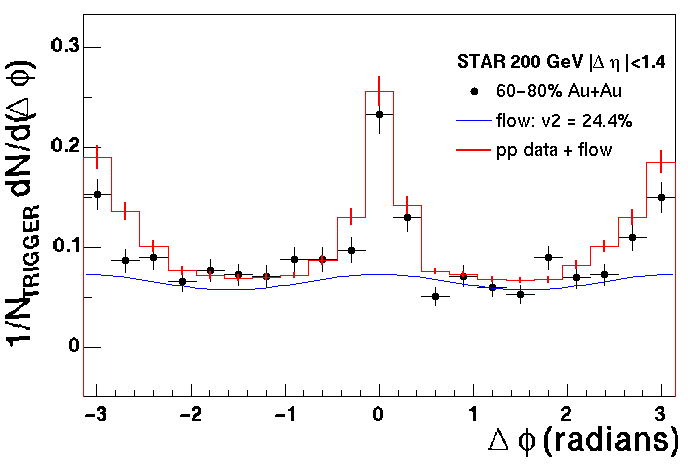 0.3
0.2
0.1
0
1/N_TRIGGER dN/d(Δ φ)
STAR 200 GeV |Δ η|<1.4
60−80% Au+Au
flow: v2 = 24.4%
pp data + flow
−3 −2 −1 0 1 2 3
Δ φ (radians)